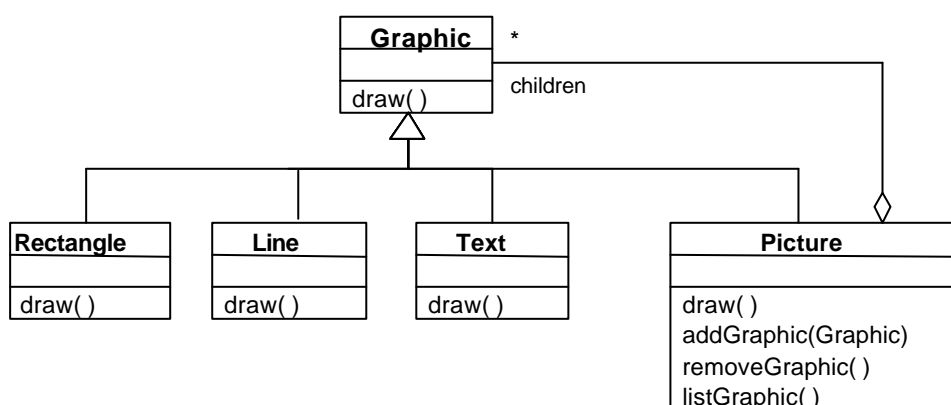 Graphic
*
children
draw( )
Rectangle
Line
Text
Picture
draw( )
draw( )
draw( )
draw( )
addGraphic(Graphic)
removeGraphic( )
listGraphic( )